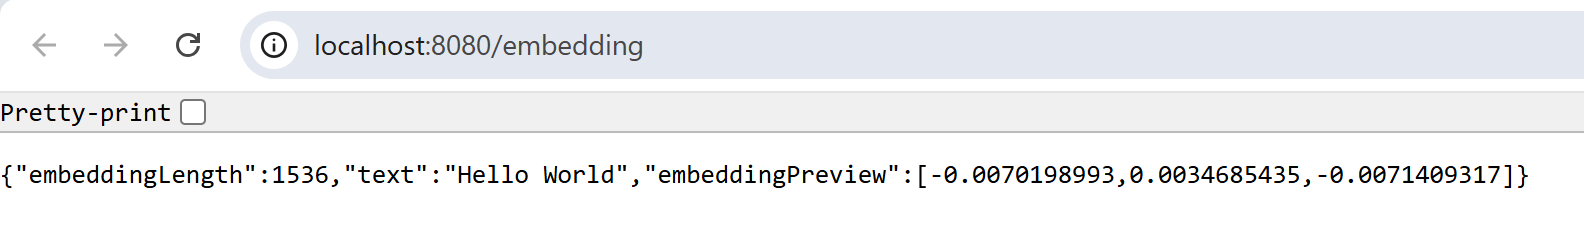 localhost:8080/embedding
Pretty-print
{"embeddingLength":1536,"text":"Hello World","embeddingPreview":[-0.0070198993,0.0034685435,-0.0071409317]}